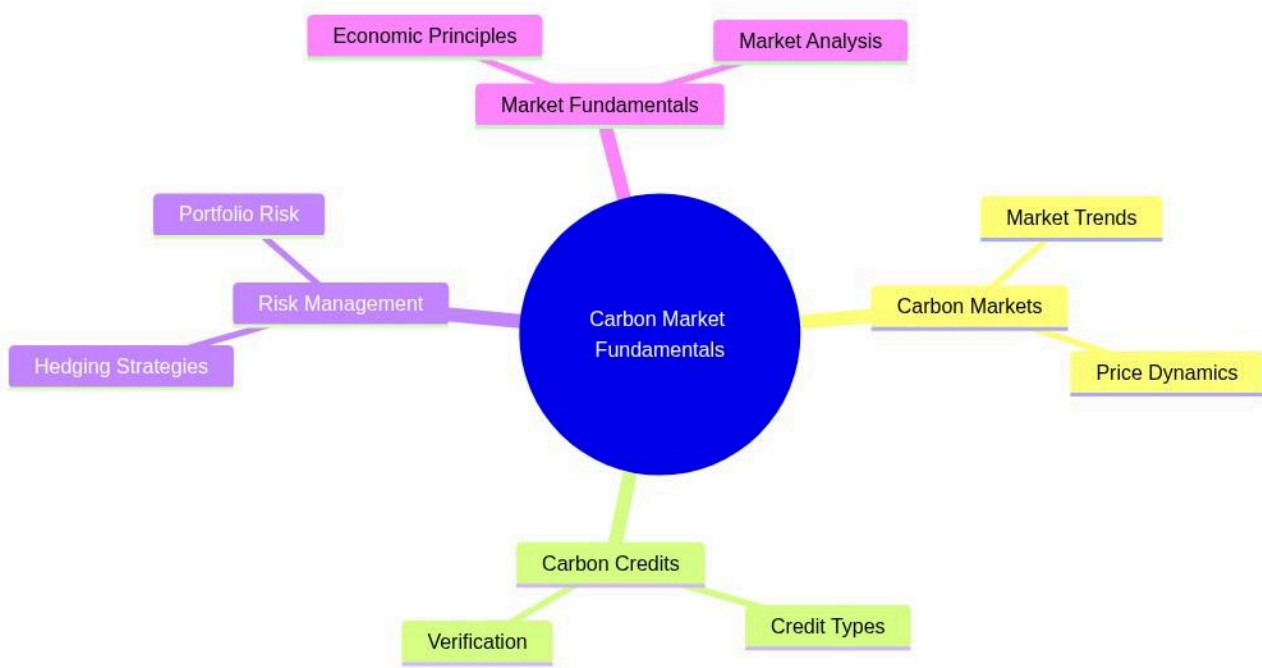 Economic Principles
Market Analysis
Market Fundamentals
Portfolio Risk
Market Trends
Risk Management
Carbon Markets
Carbon Market
Fundamentals
Hedging Strategies
Price Dynamics
Carbon Credits
Verification
Credit Types